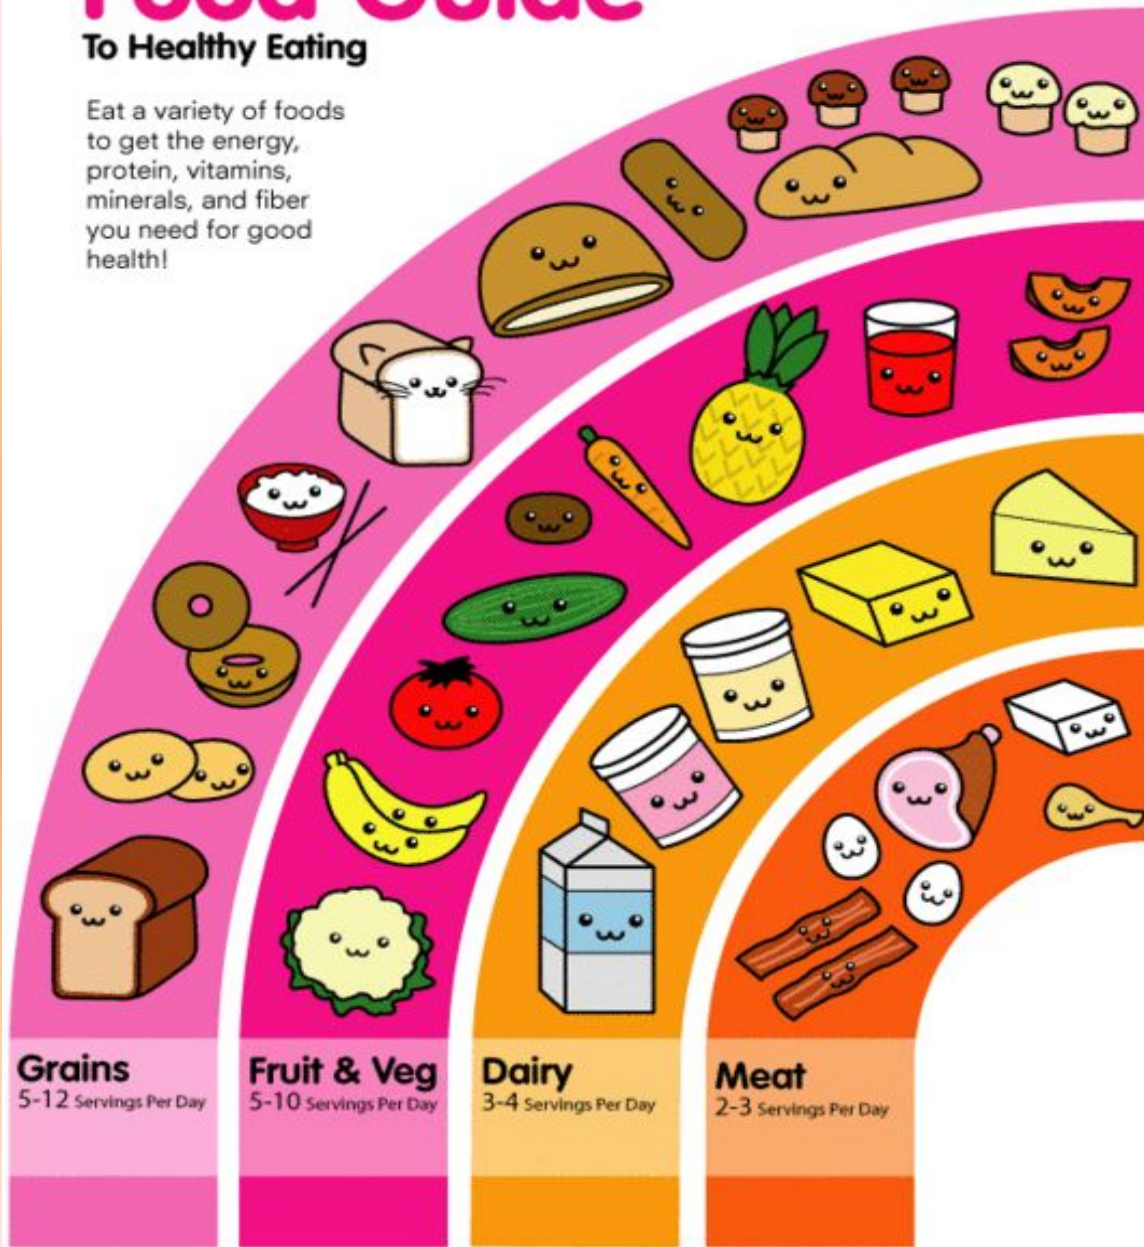 Food Guide
To Healthy Eating
Eat a variety of foods
to get the energy,
protein, vitamins,
minerals, and fiber
you need for good
health!
Grains
5-12 Servings Per Day
Fruit & Veg
5-10 Servings Per Day
Dairy
3-4 Servings Per Day
Meat
2-3 Servings Per Day